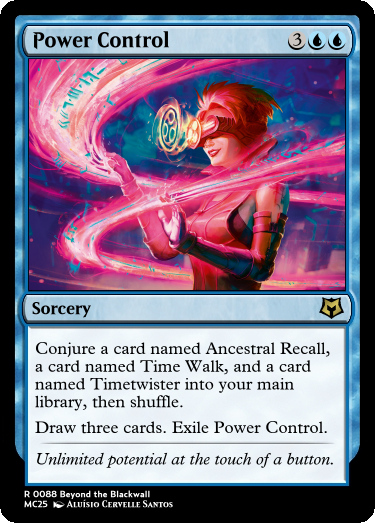 Power Control 3
Sorcery
Conjure a card named Ancestral Recall,
a card named Time Walk, and a card
named Timetwister into your main
library, then shuffle.
Draw three cards. Exile Power Control.
Unlimited potential at the touch of a button.
R 0088 Beyond the Blackwall
MC25 Aluísio Cervelle Santos